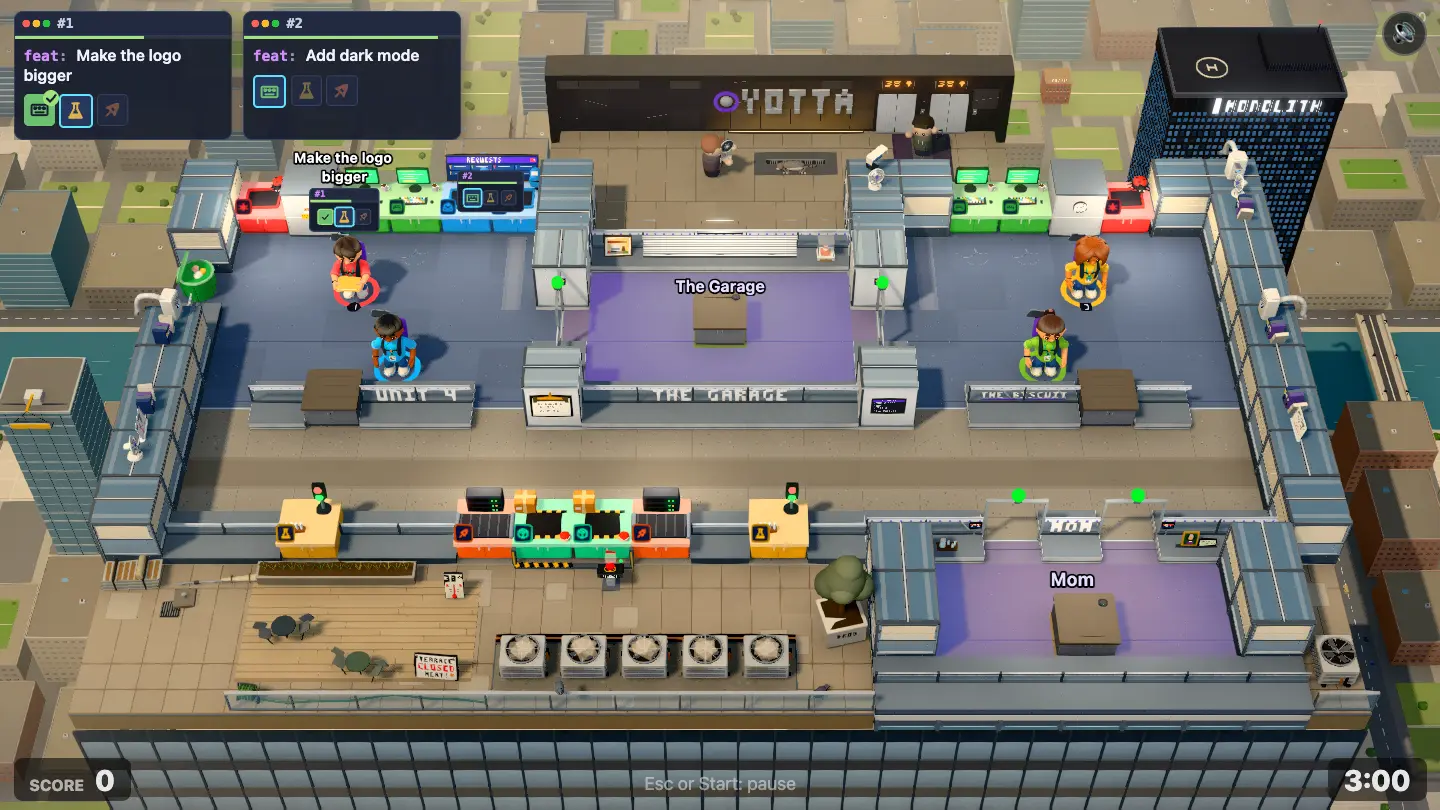 #1
feat: Make the logo
bigger
#2
feat: Add dark mode
YOTTA
MONOLITH
Make the logo
bigger
#1
REQUESTS
#2
The Garage
UNIT 4
THE GARAGE
THE BISCUIT
MOM
Mom
TERRACE
CLOSED
SCORE 0
Esc or Start: pause
3:00